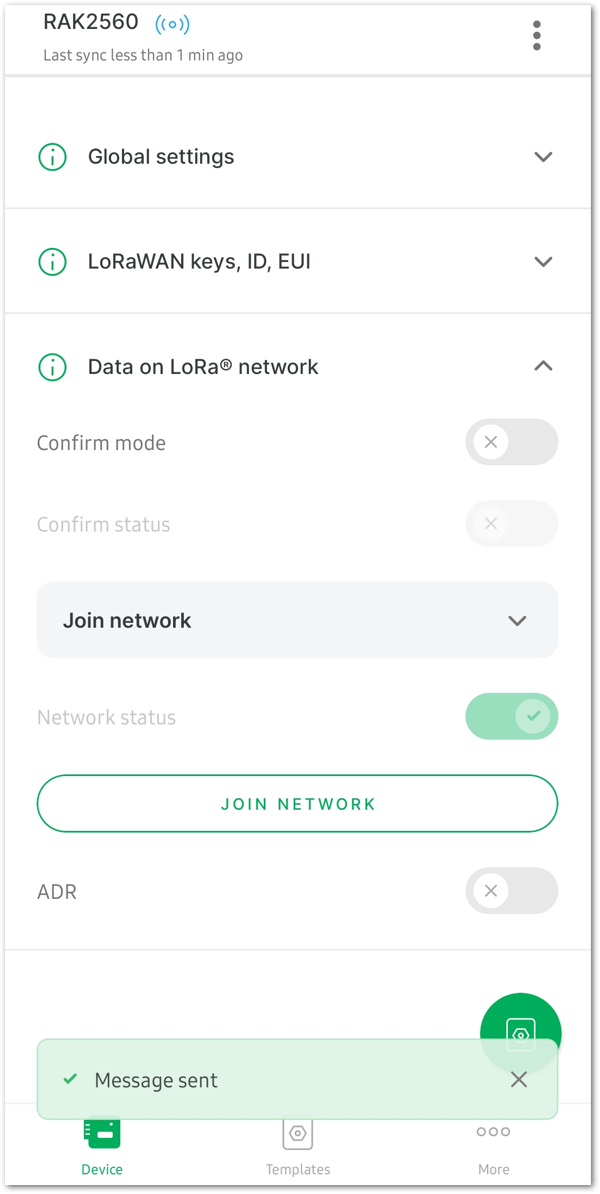 RAK2560
Last sync less than 1 min ago
Global settings
LoRaWAN keys, ID, EUI
Data on LoRa® network
Confirm mode
Confirm status
Join network
Network status
JOIN NETWORK
ADR
Message sent
Device
Templates
More